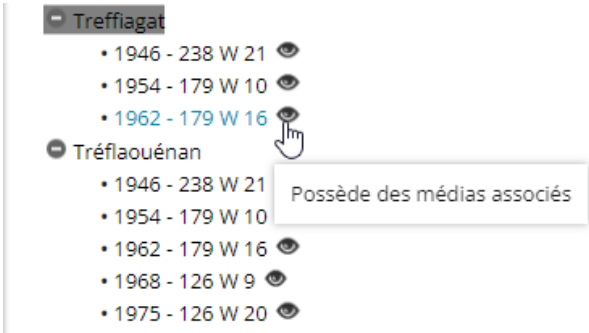 Treffiagat
• 1946 - 238 W 21
• 1954 - 179 W 10
• 1962 - 179 W 16
Tréflaouénan
• 1946 - 238 W 21
Possède des médias associés
• 1954 - 179 W 10
• 1962 - 179 W 16
• 1968 - 126 W 9
• 1975 - 126 W 20